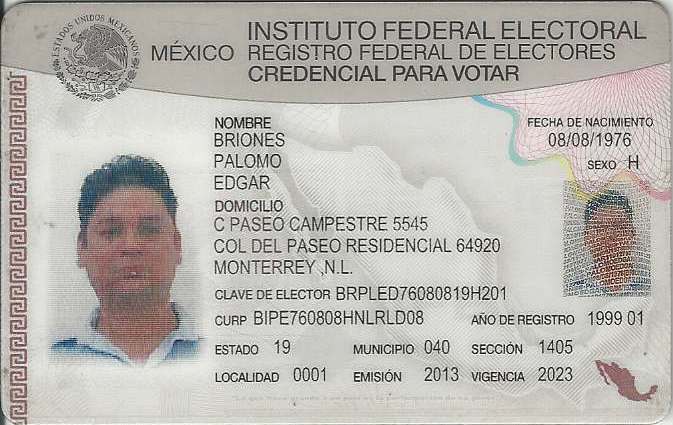 ESTADOS UNIDOS MEXICANOS
INSTITUTO FEDERAL ELECTORAL
MÉXICO REGISTRO FEDERAL DE ELECTORES
CREDENCIAL PARA VOTAR
NOMBRE
BRIONES
PALOMO
EDGAR
FECHA DE NACIMIENTO
08/08/1976
SEXO H
DOMICILIO
C PASEO CAMPESTRE 5545
COL DEL PASEO RESIDENCIAL 64920
MONTERREY ,N.L.
CLAVE DE ELECTOR BRPLED76080819H201
CURP BIPE760808HNLRLD08 AÑO DE REGISTRO 1999 01
ESTADO 19 MUNICIPIO 040 SECCIÓN 1405
LOCALIDAD 0001 EMISIÓN 2013 VIGENCIA 2023